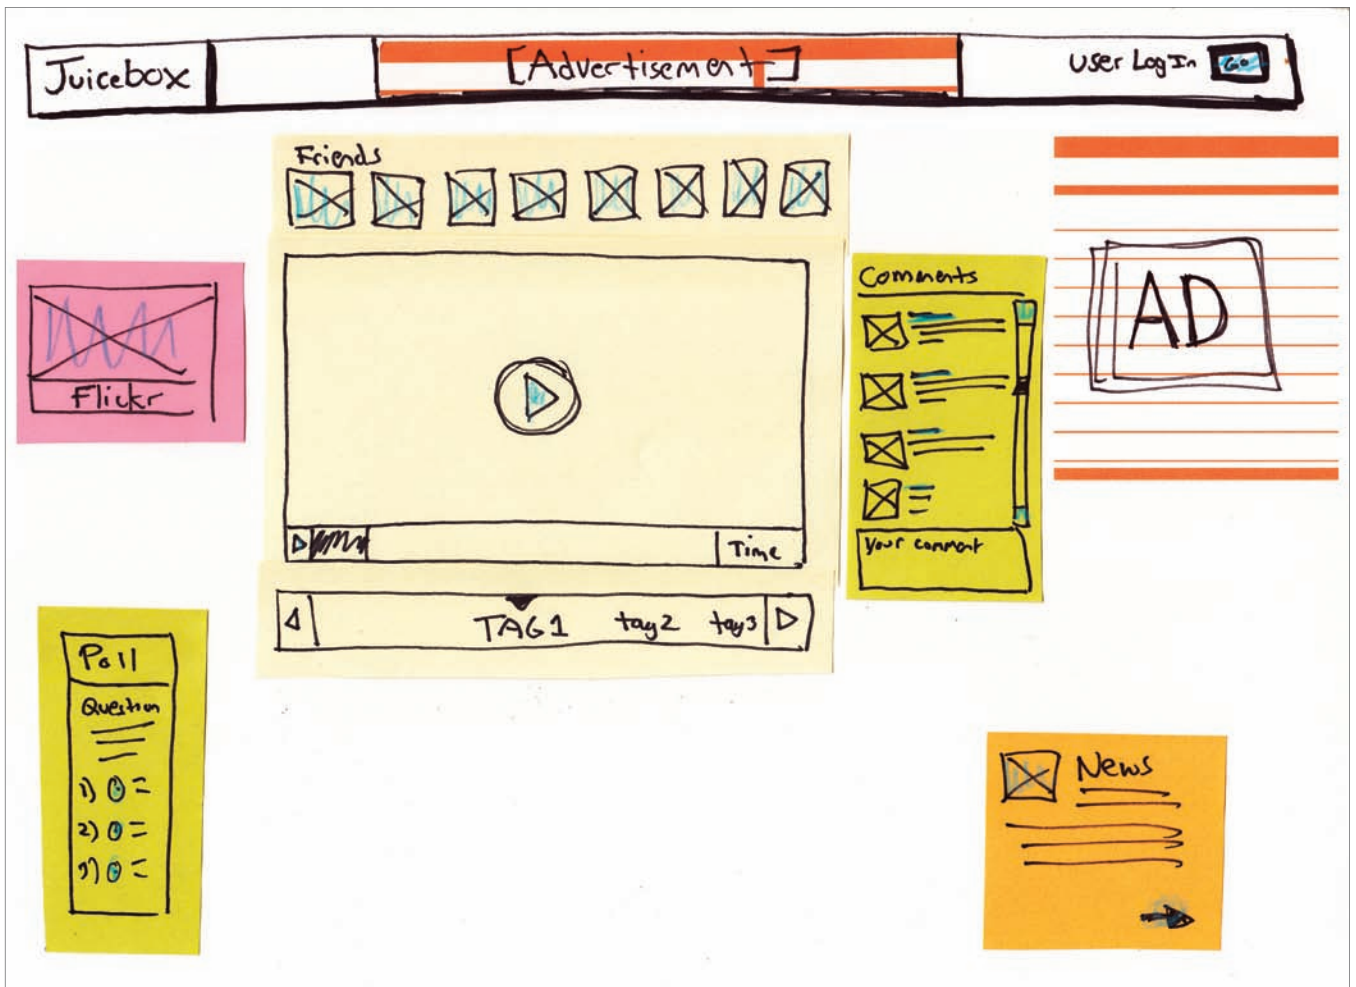 Juicebox
[Advertisement]
User Log In
GO
Friends
Comments
AD
Flickr
Your comment
Time
TAG1
tag2
tag3
Poll
Question
1)
2)
3)
News